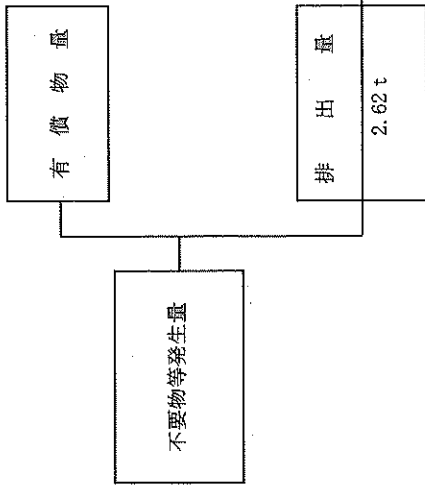 有償物量
排出量
2.62 t
不要物等発生量